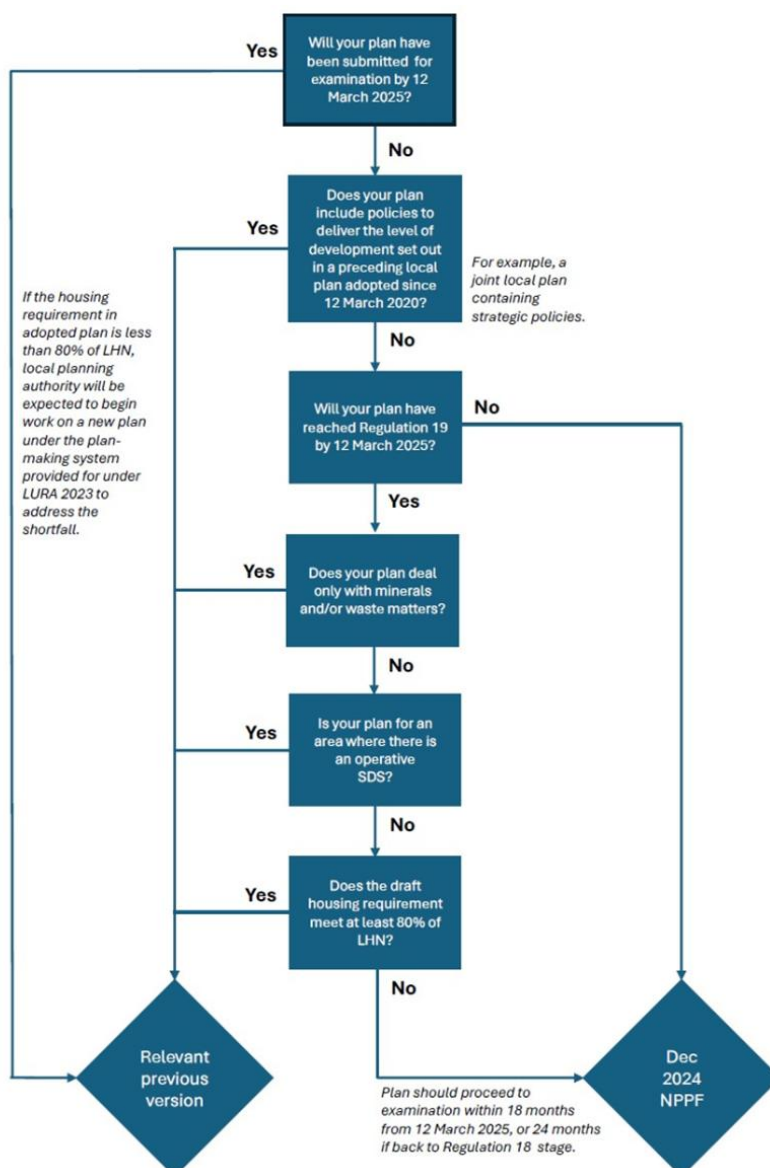 Yes
Will your plan have
been submitted for
examination by 12
March 2025?
No
Yes
Does your plan
include policies to
deliver the level of
development set out
in a preceding local
plan adopted since
12 March 2020?
For example, a
joint local plan
containing
strategic policies.
If the housing
requirement in
adopted plan is less
than 80% of LHN,
local planning
authority will be
expected to begin
work on a new plan
under the plan-
making system
provided for under
LURA 2023 to
address the
shortfall.
No
Will your plan have
reached Regulation 19
by 12 March 2025?
No
Yes
Yes
Does your plan deal
only with minerals
and/or waste matters?
No
Yes
Is your plan for an
area where there is
an operative
SDS?
No
Yes
Does the draft
housing requirement
meet at least 80% of
LHN?
No
Relevant
previous
version
Dec
2024
NPPF
Plan should proceed to
examination within 18 months
from 12 March 2025, or 24 months
if back to Regulation 18 stage.